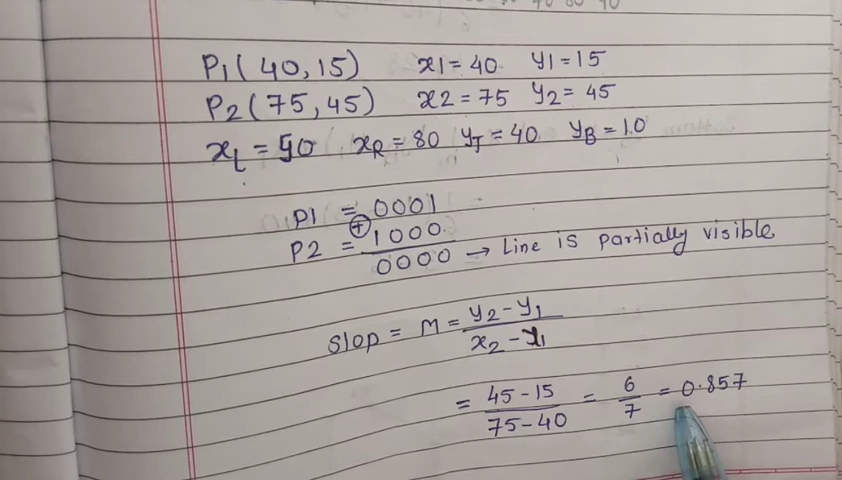 P1(40,15) x1=40 y1=15
P2(75,45) x2=75 y2=45
xL=50 xR=80 yT=40 yB=10
P1 = 0001
⊕
P2 = 1000
0000 → Line is partially visible
Slop = M = y2-y1
x2-x1
= 45-15 = 6 = 0.857
75-40 7